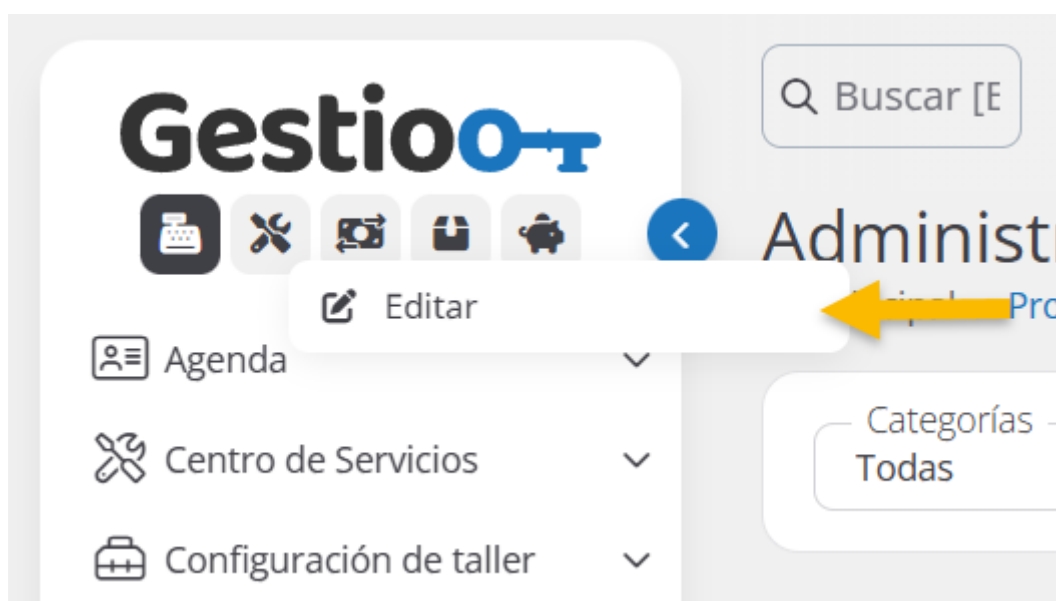 Gestioo
Buscar [E
Administr
Editar
Pro
Agenda
Categorías
Todas
Centro de Servicios
Configuración de taller